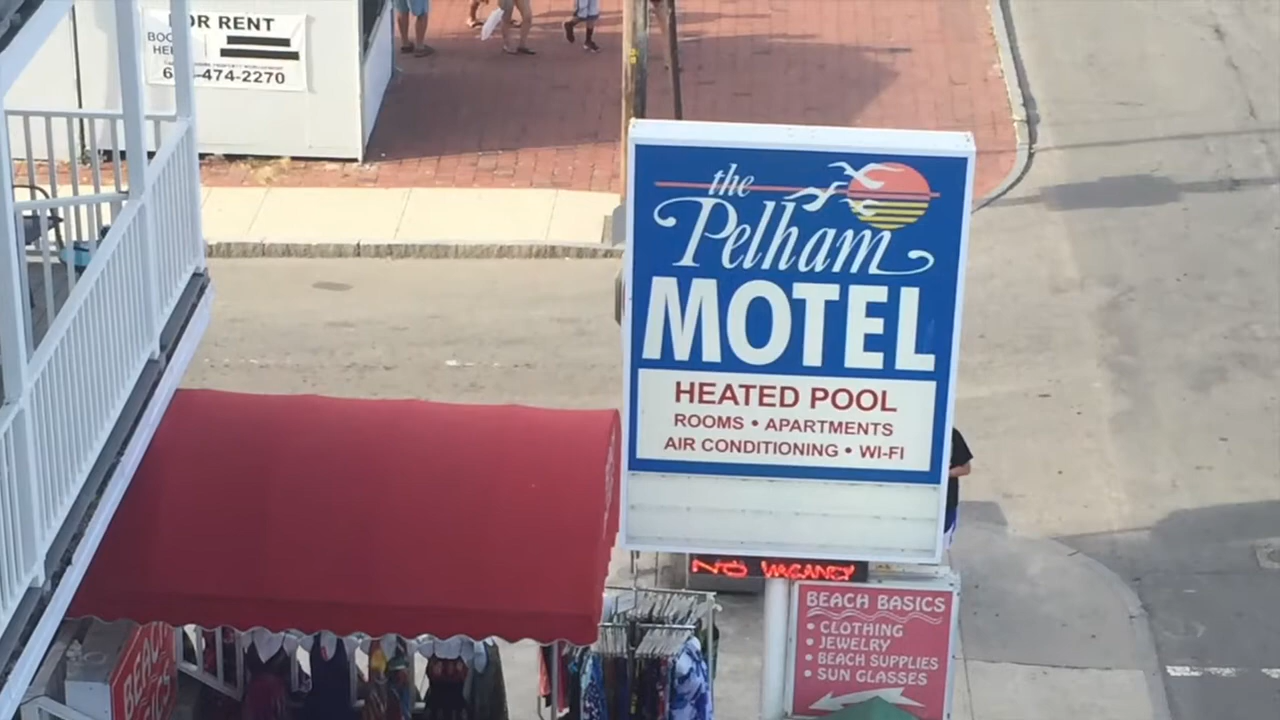 OR RENT
474-2270
the
Pelham
MOTEL
HEATED POOL
ROOMS • APARTMENTS
AIR CONDITIONING • WI-FI
NO VACANCY
BEACH BASICS
• CLOTHING
• JEWELRY
• BEACH SUPPLIES
• SUN GLASSES